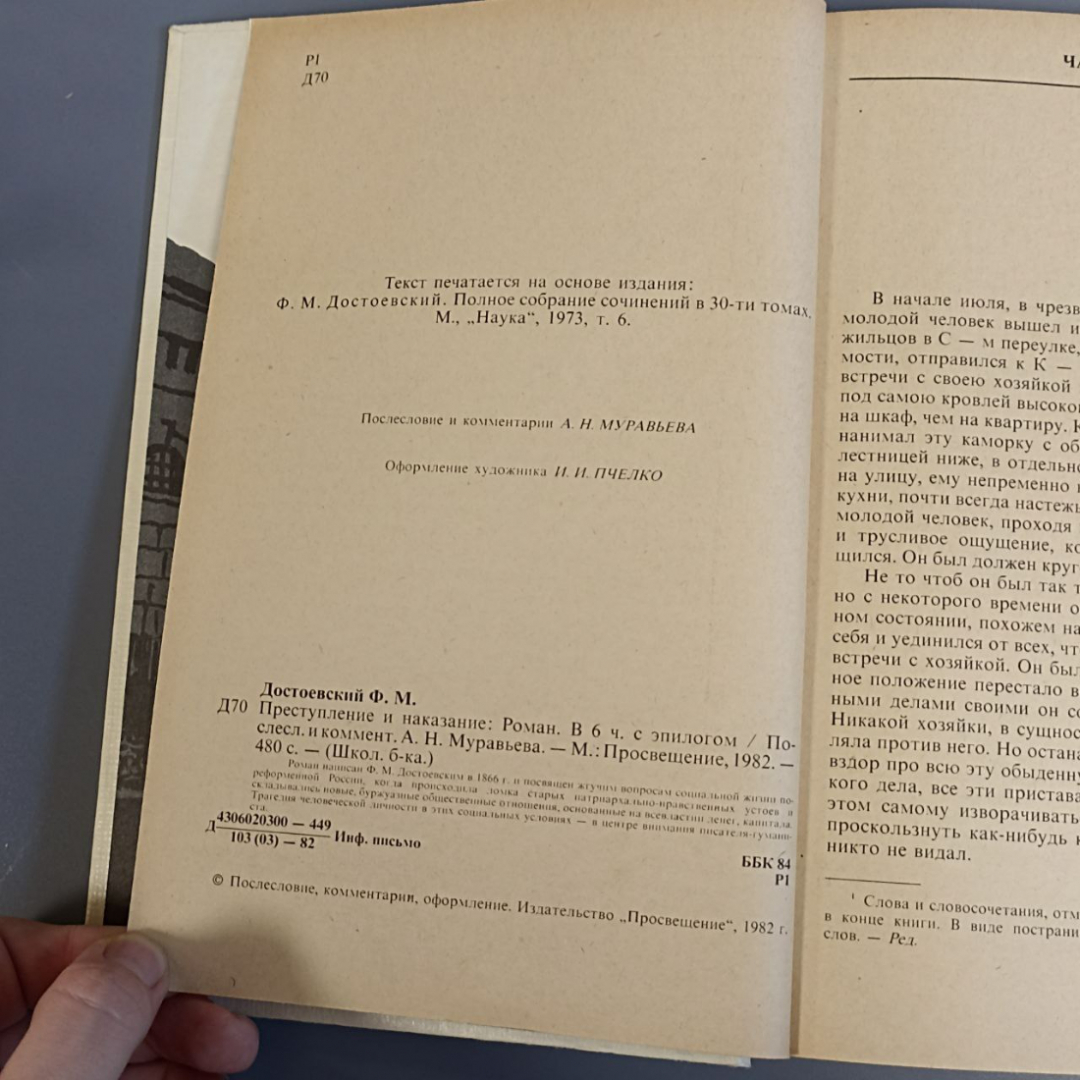 Р1
Д70
Текст печатается на основе издания:
Ф. М. Достоевский. Полное собрание сочинений в 30-ти томах.
М., „Наука“, 1973, т. 6.
Послесловие и комментарии А. Н. МУРАВЬЕВА
Оформление художника И. И. ПЧЕЛКО
Достоевский Ф. М.
Д70 Преступление и наказание: Роман. В 6 ч. с эпилогом / По-
слесл. и коммент. А. Н. Муравьева. — М.: Просвещение, 1982. —
480 с. — (Школ. б-ка.)
Роман написан Ф. М. Достоевским в 1866 г. и посвящен жгучим вопросам социальной жизни по-
реформенной России, когда происходила ломка старых патриархально-нравственных устоев и
складывались новые, буржуазные общественные отношения, основанные на всевластии денег, капитала.
Трагедия человеческой личности в этих социальных условиях — в центре внимания писателя-гумани-
ста.
Д 4306020300 — 449
103 (03) — 82 Инф. письмо
ББК 84
Р1
© Послесловие, комментарии, оформление. Издательство „Просвещение“, 1982 г.
ЧА
В начале июля, в чрезв
молодой человек вышел и
жильцов в С — м переулке,
мости, отправился к К —
встречи с своею хозяйкой
под самою кровлей высоко
на шкаф, чем на квартиру. К
нанимал эту каморку с об
лестницей ниже, в отдельно
на улицу, ему непременно
кухни, почти всегда настежь
молодой человек, проходя
и трусливое ощущение, ко
щился. Он был должен круг
Не то чтоб он был так т
но с некоторого времени о
ном состоянии, похожем на
себя и уединился от всех, чт
встречи с хозяйкой. Он был
ное положение перестало в
ными делами своими он со
Никакой хозяйки, в сущнос
ляла против него. Но остана
вздор про всю эту обыденну
кого дела, все эти пристава
этом самому изворачивать
проскользнуть как-нибудь к
никто не видал.
¹ Слова и словосочетания, отм
в конце книги. В виде пострани
слов. — Ред.